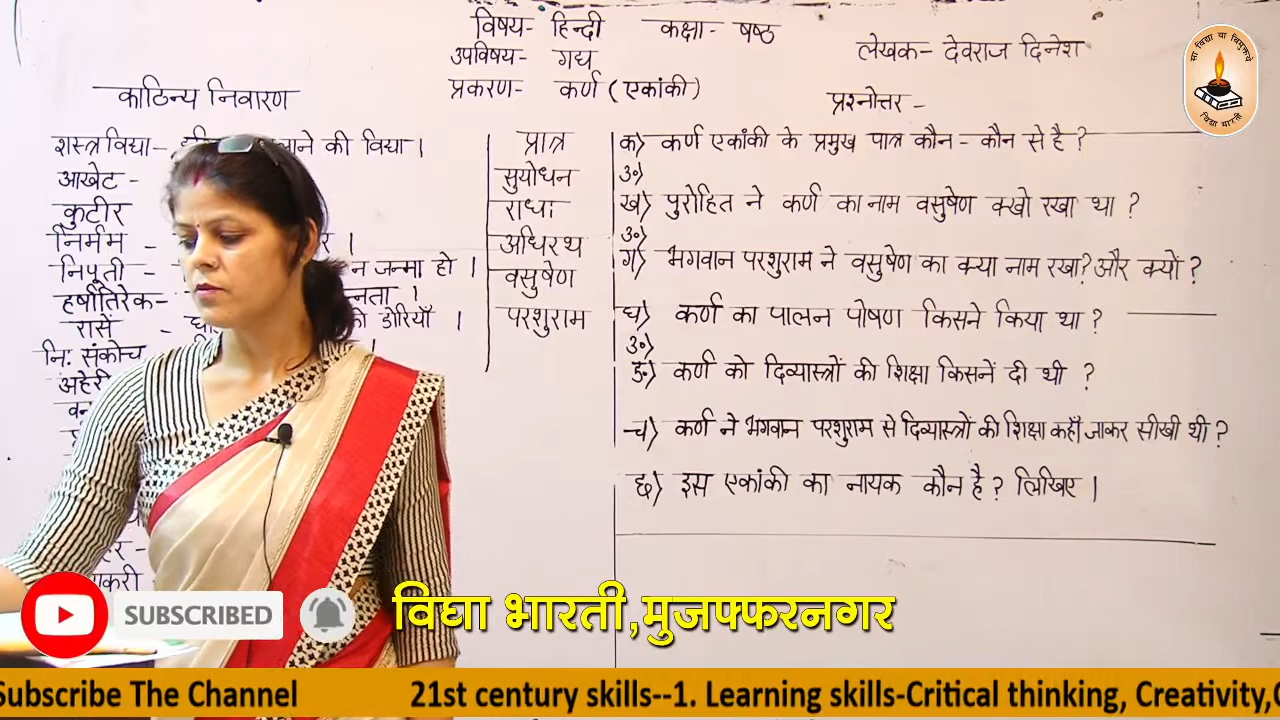 विषय- हिन्दी कक्षा- षष्ठ
उपविषय- गद्य
लेखक- देवराज दिनेश
प्रकरण- कर्ण (एकांकी)
काठिन्य निवारण
शस्त्र विद्या- लाने की विद्या।
आखेट -
कुटीर
निर्मम - र।
निपूती - न जन्मा हो।
हर्षातिरेक- न्नता।
रासें - डोरियाँ।
नि: संकोच
अहेरी
पात्र
सुयोधन
राधा
अधिरथ
वसुषेण
परशुराम
प्रश्नोत्तर -
क) कर्ण एकांकी के प्रमुख पात्र कौन - कौन से है?
उ०)
ख) पुरोहित ने कर्ण का नाम वसुषेण क्यो रखा था ?
उ०)
ग) भगवान परशुराम ने वसुषेण का क्या नाम रखा? और क्यों ?
घ) कर्ण का पालन पोषण किसने किया था ?
उ०)
ङ) कर्ण को दिव्यास्त्रों की शिक्षा किसनें दी थी ?
च) कर्ण ने भगवान परशुराम से दिव्यास्त्रों की शिक्षा कहाँ जाकर सीखी थी ?
छ) इस एकांकी का नायक कौन है? लिखिए।
सा विद्या या विमुक्तये
विद्या भारती
SUBSCRIBED
विद्या भारती,मुजफ्फरनगर
Subscribe The Channel 21st century skills--1. Learning skills-Critical thinking, Creativity,C